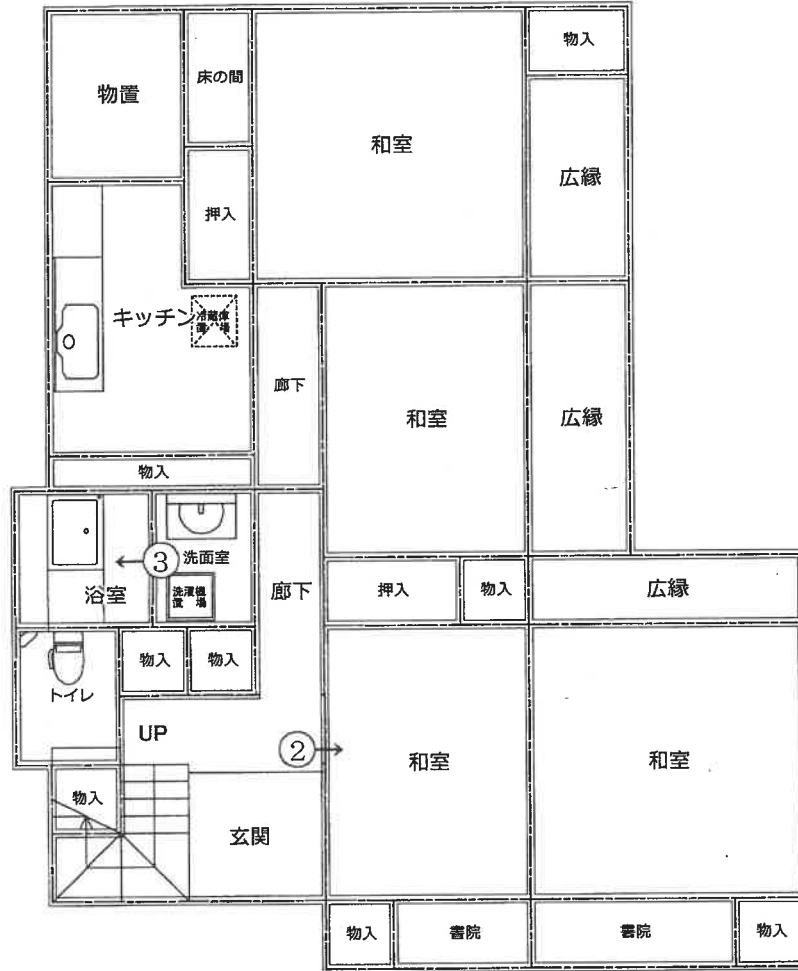 物入
物置
床の間
和室
広縁
押入
キッチン
冷蔵庫
置　場
廊下
和室
広縁
物入
③
洗面室
浴室
洗濯機
置　場
廊下
押入
物入
広縁
物入
物入
トイレ
UP
②
和室
和室
物入
玄関
物入
書院
書院
物入